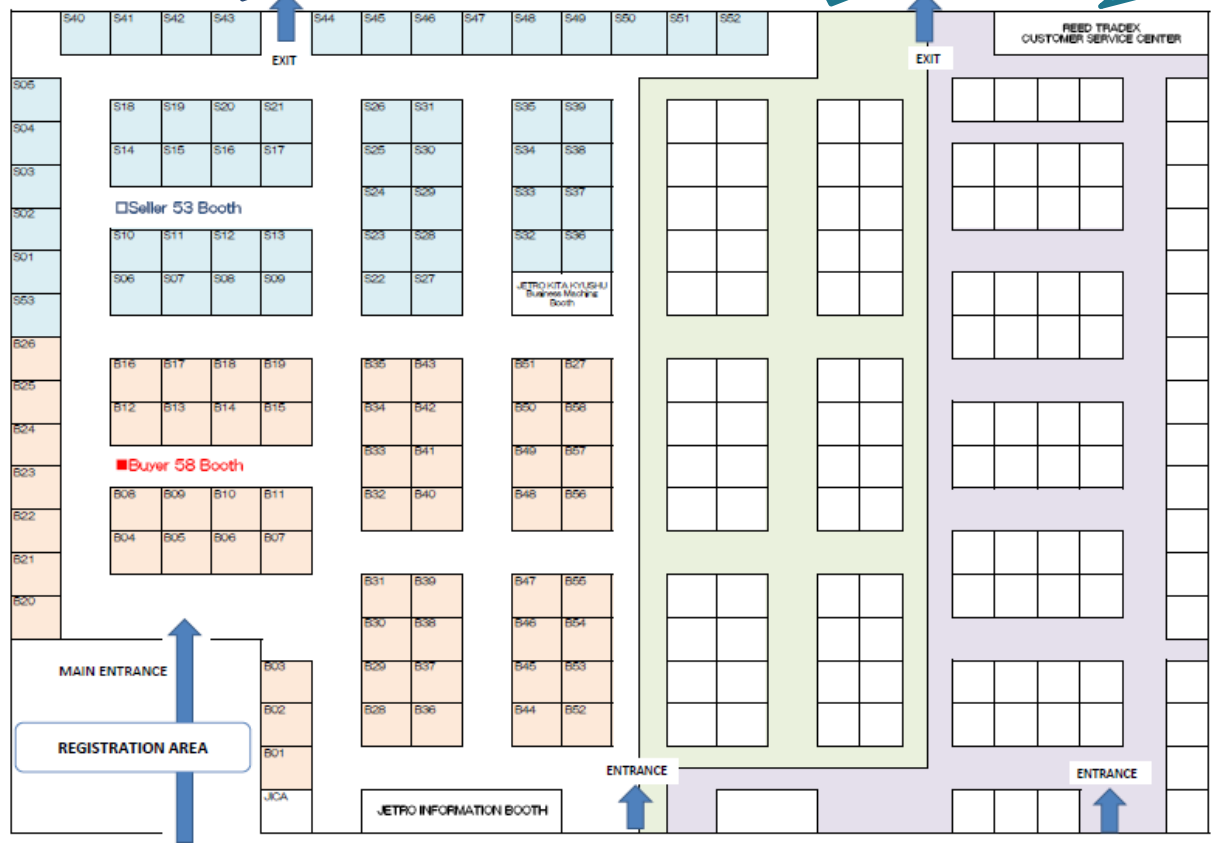 S40 S41 S42 S43 S44 S45 S46 S47 S48 S49 S50 S51 S52
REED TRADEX
CUSTOMER SERVICE CENTER
EXIT
EXIT
S05
S18 S19 S20 S21 S26 S31 S35 S39
S04
S14 S15 S16 S17 S25 S30 S34 S38
S03
S24 S29 S33 S37
S02
□Seller 53 Booth
S10 S11 S12 S13 S23 S28 S32 S36
S01
S06 S07 S08 S09 S22 S27
JETRO KITA KYUSHU
Business Maching
Booth
S53
B26
B16 B17 B18 B19 B35 B43 B51 B27
B25
B12 B13 B14 B15 B34 B42 B50 B58
B24
B33 B41 B49 B57
B23
■Buyer 58 Booth
B08 B09 B10 B11 B32 B40 B48 B56
B22
B04 B05 B06 B07
B21
B31 B39 B47 B55
B20
B30 B38 B46 B54
MAIN ENTRANCE
B03 B29 B37 B45 B53
B02 B28 B36 B44 B52
REGISTRATION AREA
B01
ENTRANCE
ENTRANCE
JICA
JETRO INFORMATION BOOTH